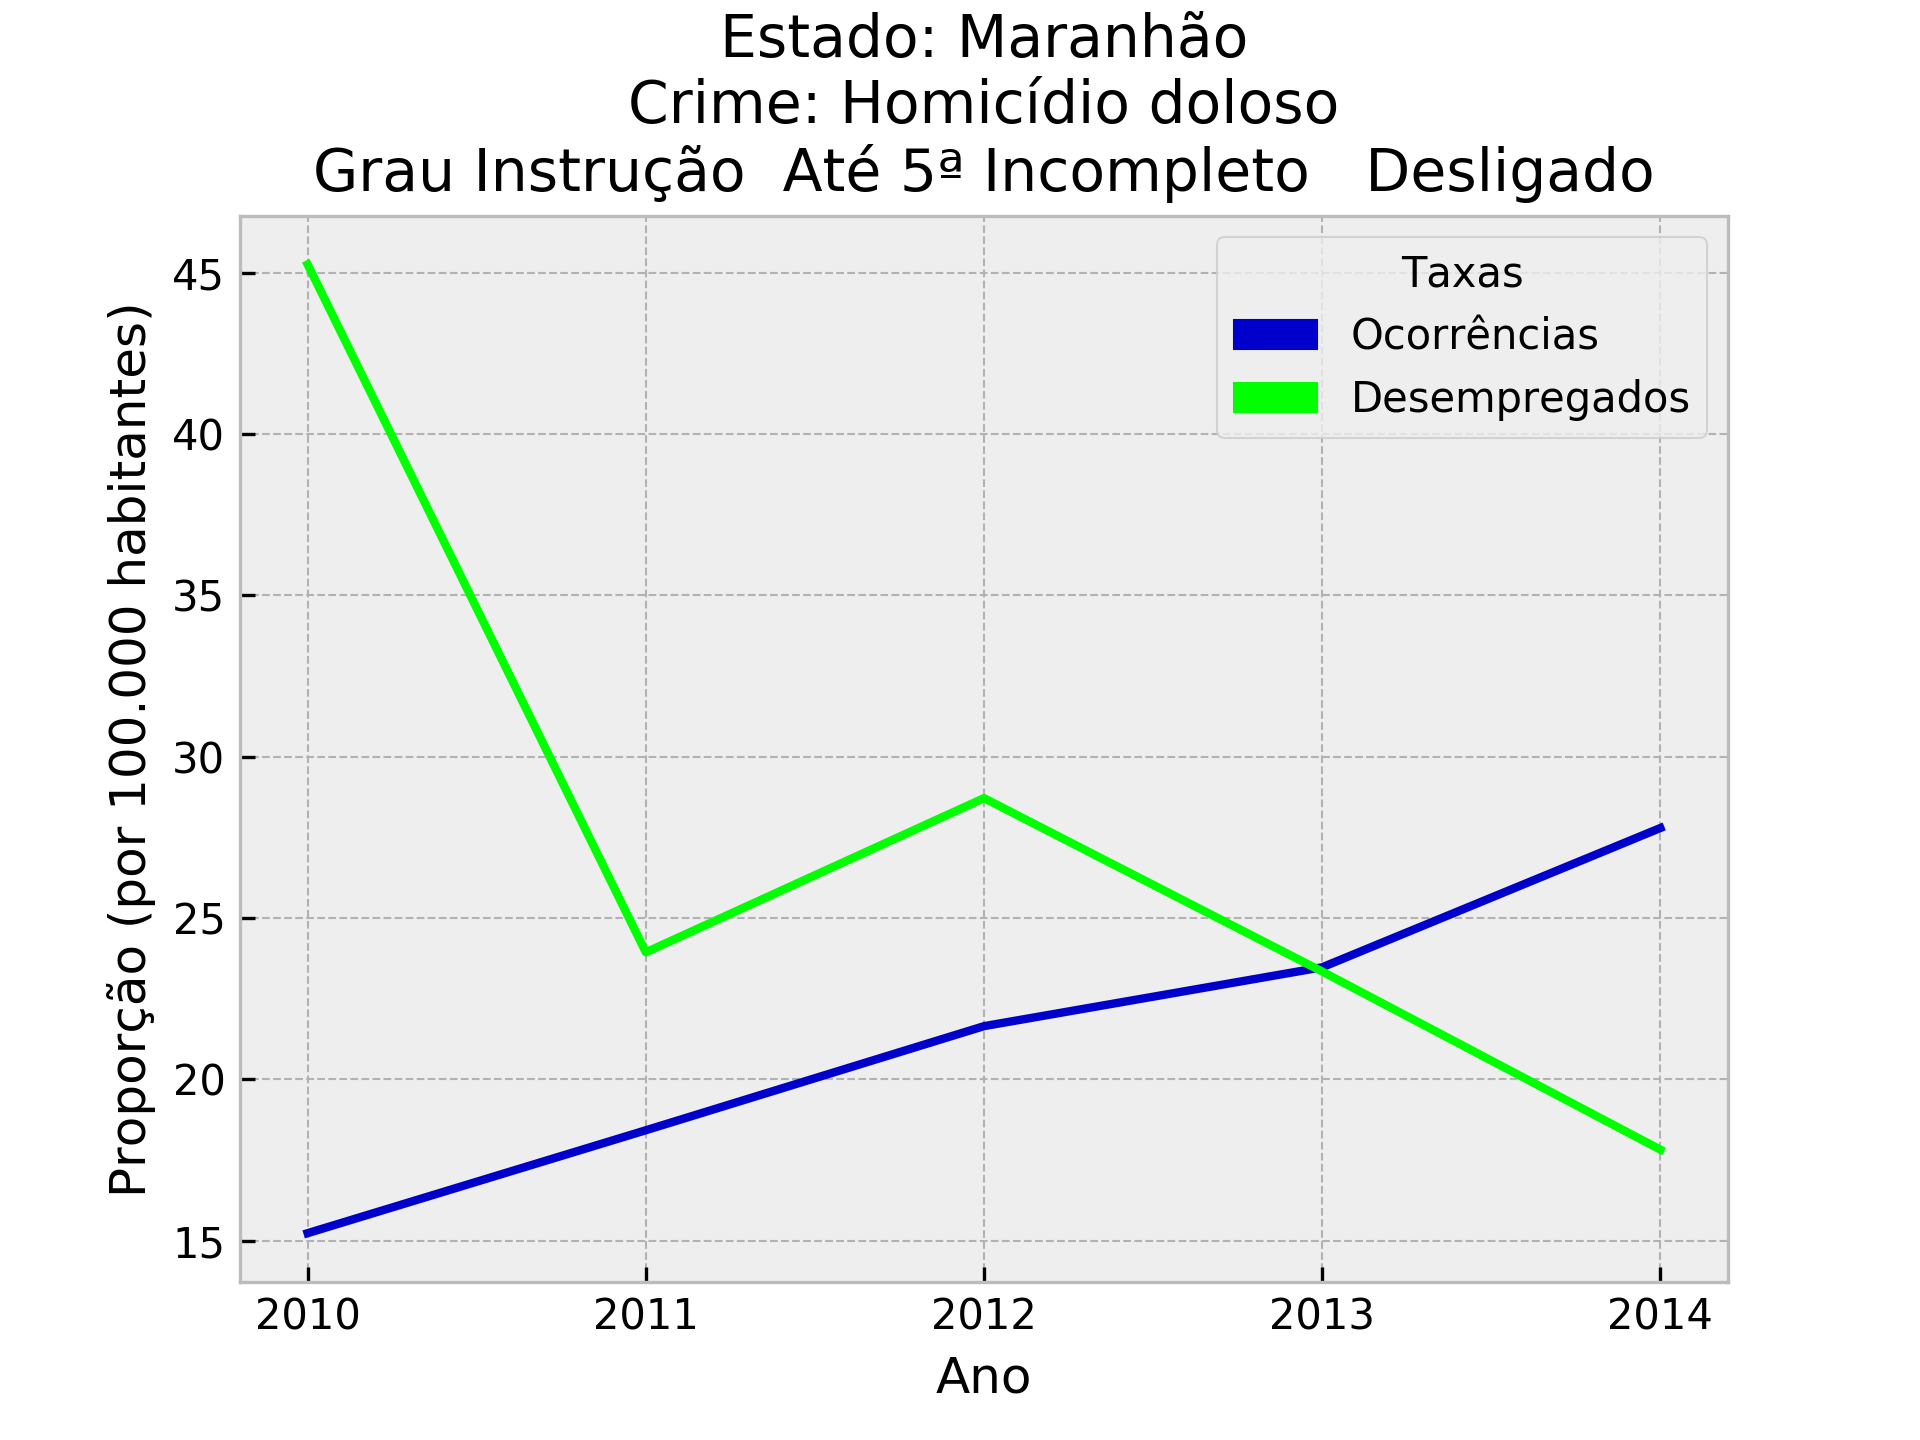 Estado: Maranhão
Crime: Homicídio doloso
Grau Instrução  Até 5ª Incompleto   Desligado
Taxas
Ocorrências
Desempregados
Proporção (por 100.000 habitantes)
45
40
35
30
25
20
15
2010 2011 2012 2013 2014
Ano